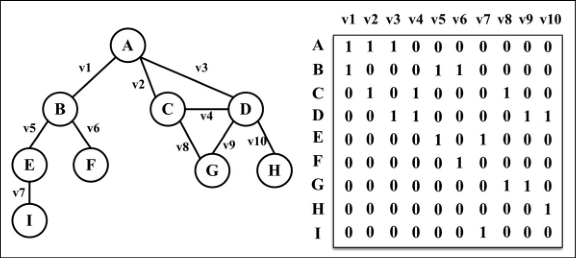 A
v1
v2
v3
B
C
v4
D
v5
v6
v8
v9
v10
E
F
G
H
v7
I
v1 v2 v3 v4 v5 v6 v7 v8 v9 v10
A 1 1 1 0 0 0 0 0 0 0
B 1 0 0 0 1 1 0 0 0 0
C 0 1 0 1 0 0 0 1 0 0
D 0 0 1 1 0 0 0 0 1 1
E 0 0 0 0 1 0 1 0 0 0
F 0 0 0 0 0 1 0 0 0 0
G 0 0 0 0 0 0 0 1 1 0
H 0 0 0 0 0 0 0 0 0 1
I 0 0 0 0 0 0 1 0 0 0